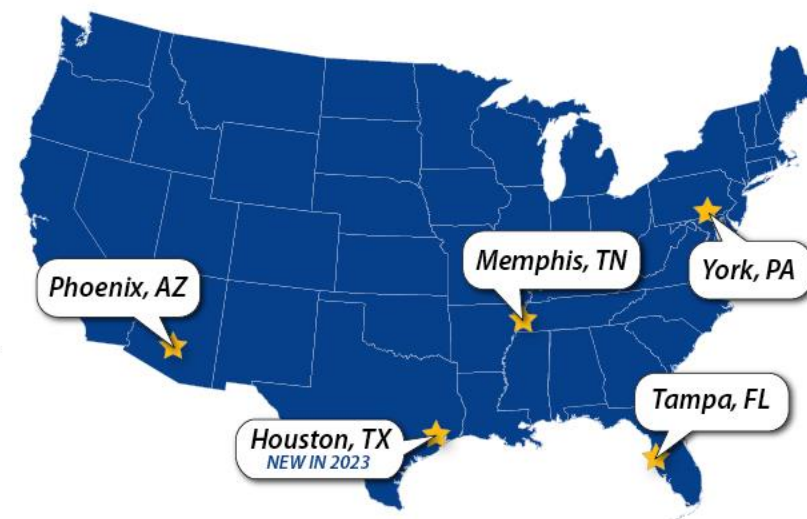 Memphis, TN
York, PA
Phoenix, AZ
Tampa, FL
Houston, TX
NEW IN 2023